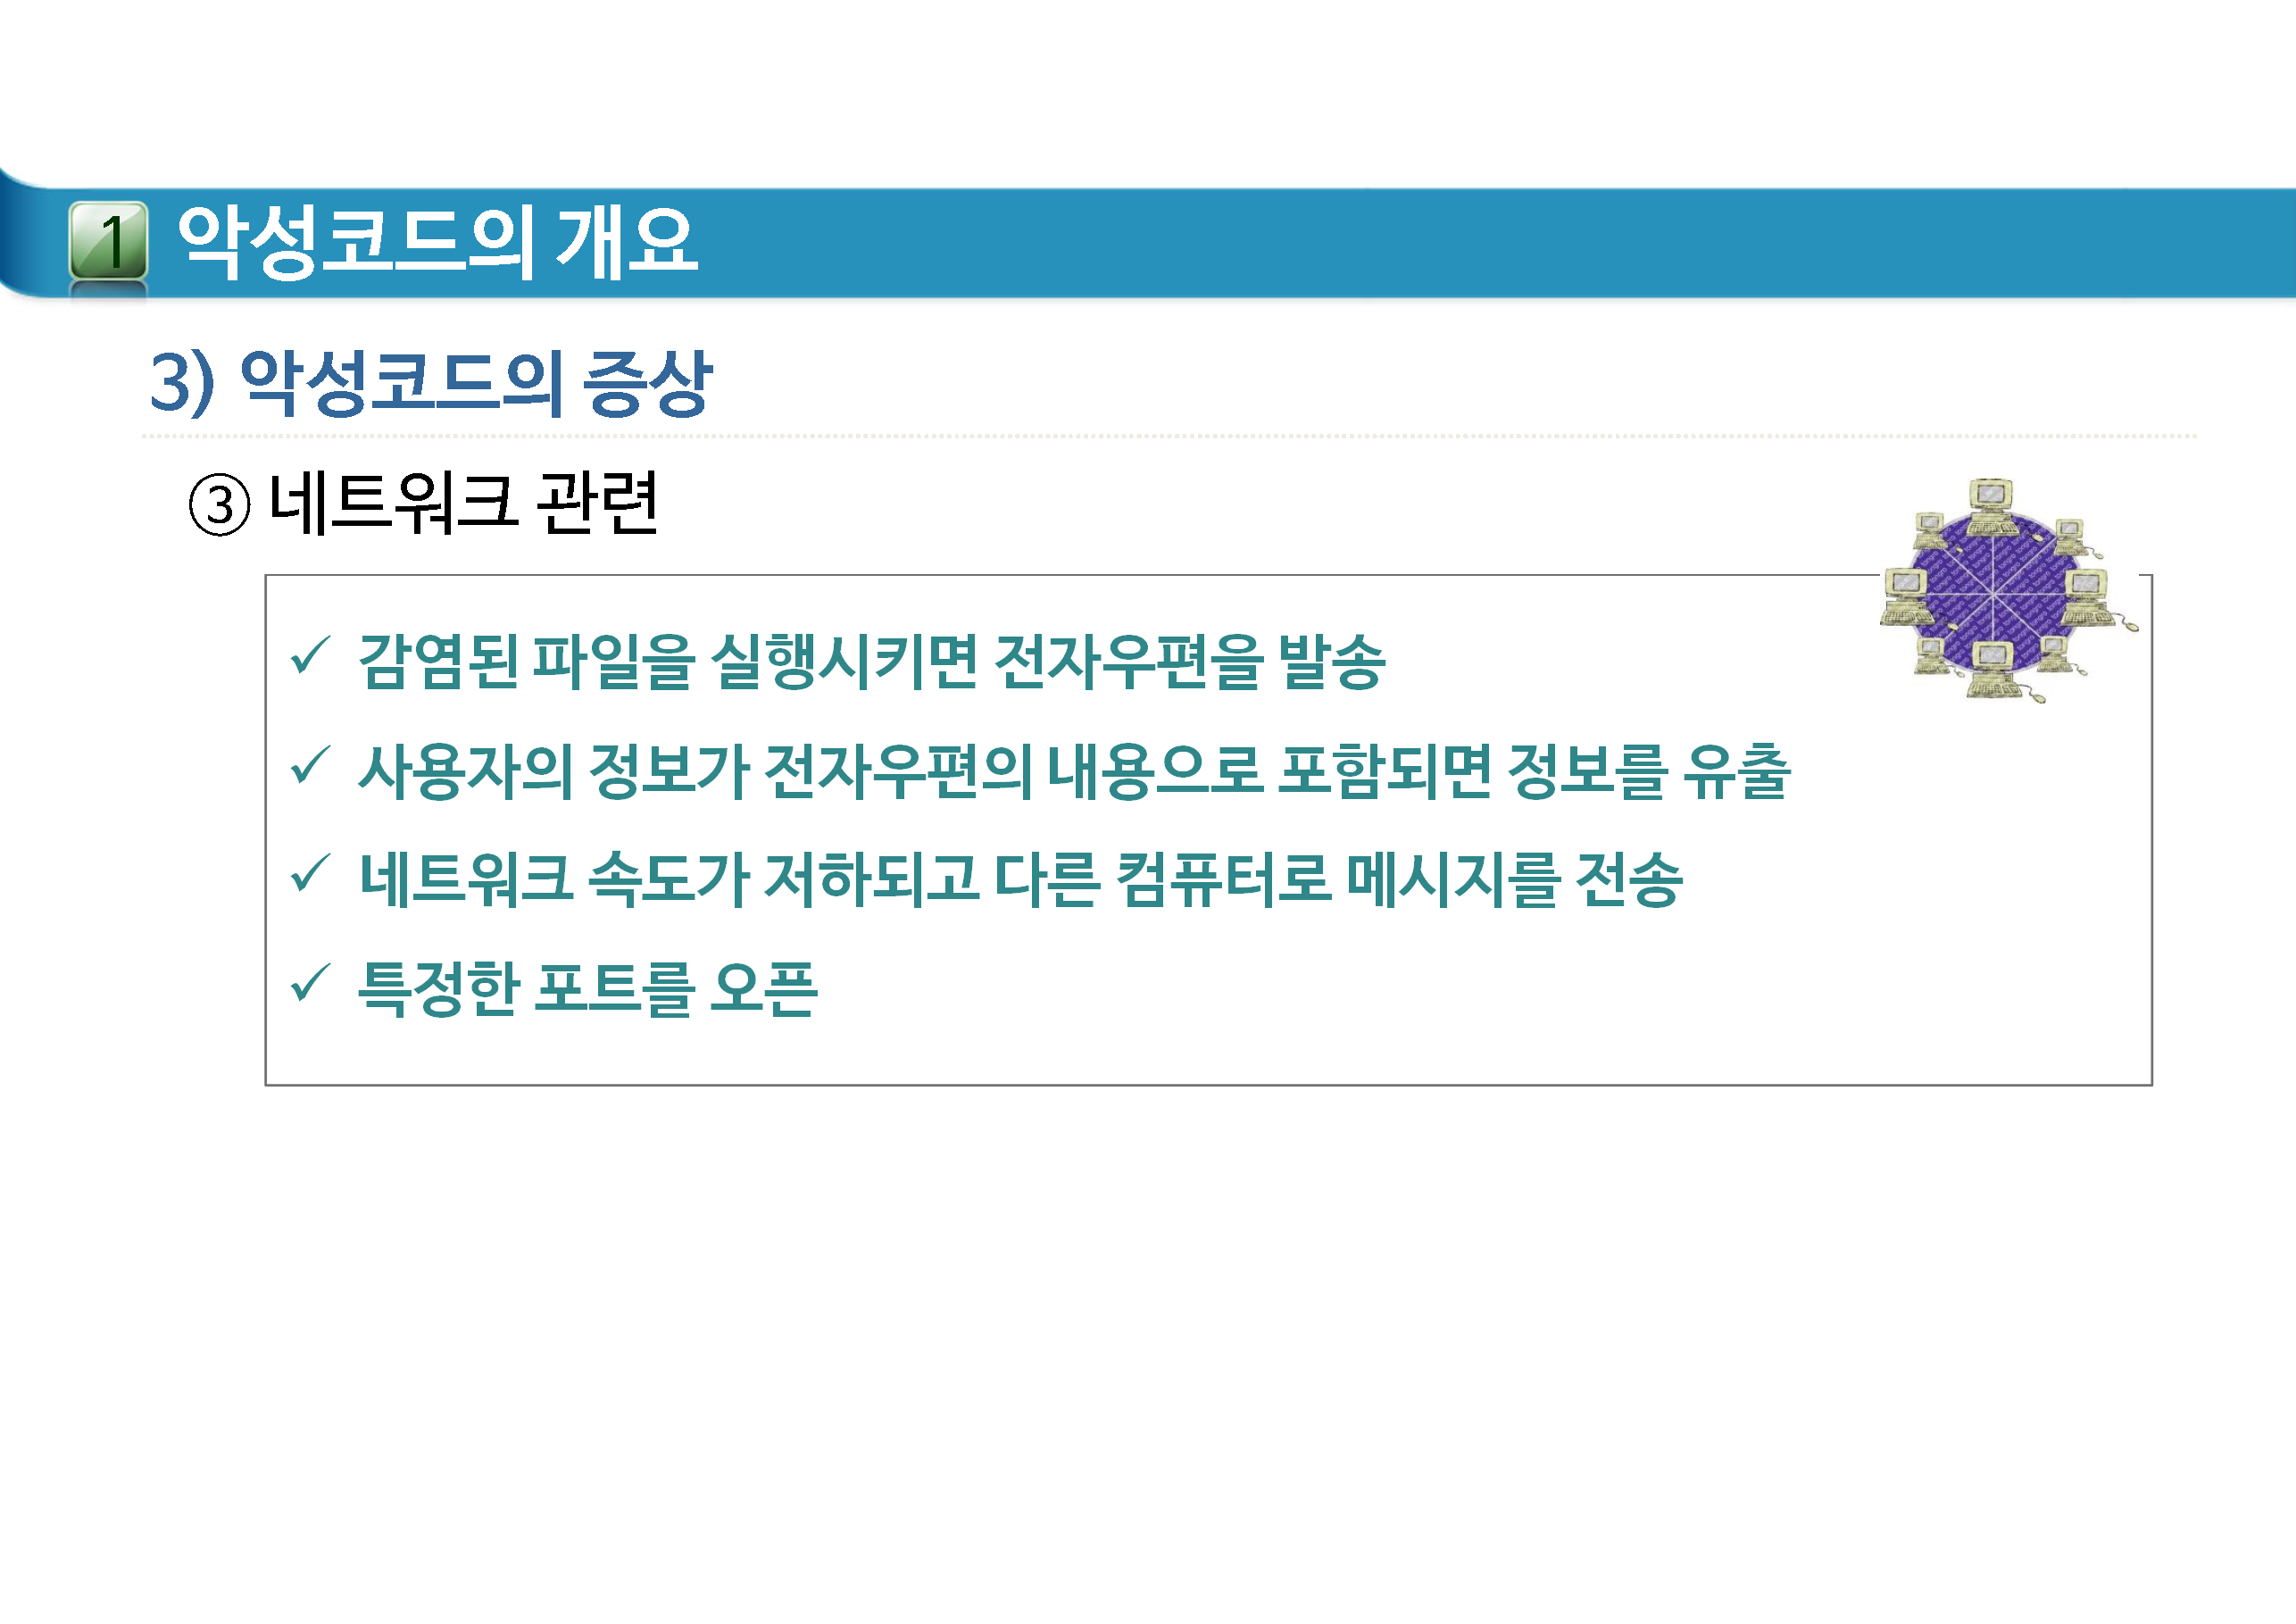 1 악성코드의 개요
3) 악성코드의 증상
③ 네트워크 관련
✓ 감염된 파일을 실행시키면 전자우편을 발송
✓ 사용자의 정보가 전자우편의 내용으로 포함되면 정보를 유출
✓ 네트워크 속도가 저하되고 다른 컴퓨터로 메시지를 전송
✓ 특정한 포트를 오픈